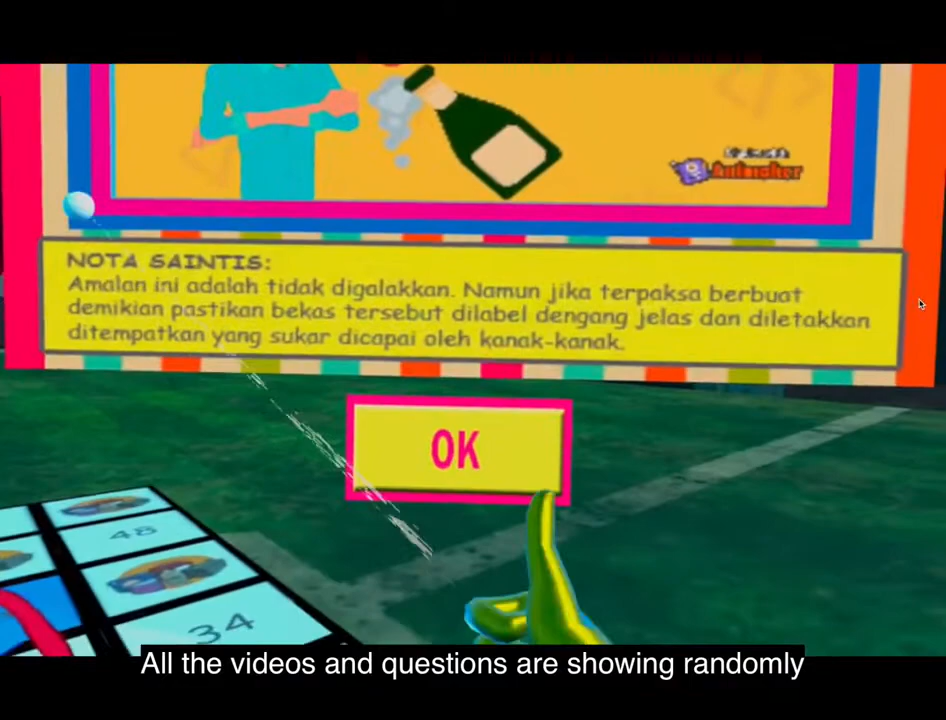 Animaker
NOTA SAINTIS:
Amalan ini adalah tidak digalakkan. Namun jika terpaksa berbuat
demikian pastikan bekas tersebut dilabel dengang jelas dan diletakkan
ditempatkan yang sukar dicapai oleh kanak-kanak.
OK
48
34
All the videos and questions are showing randomly